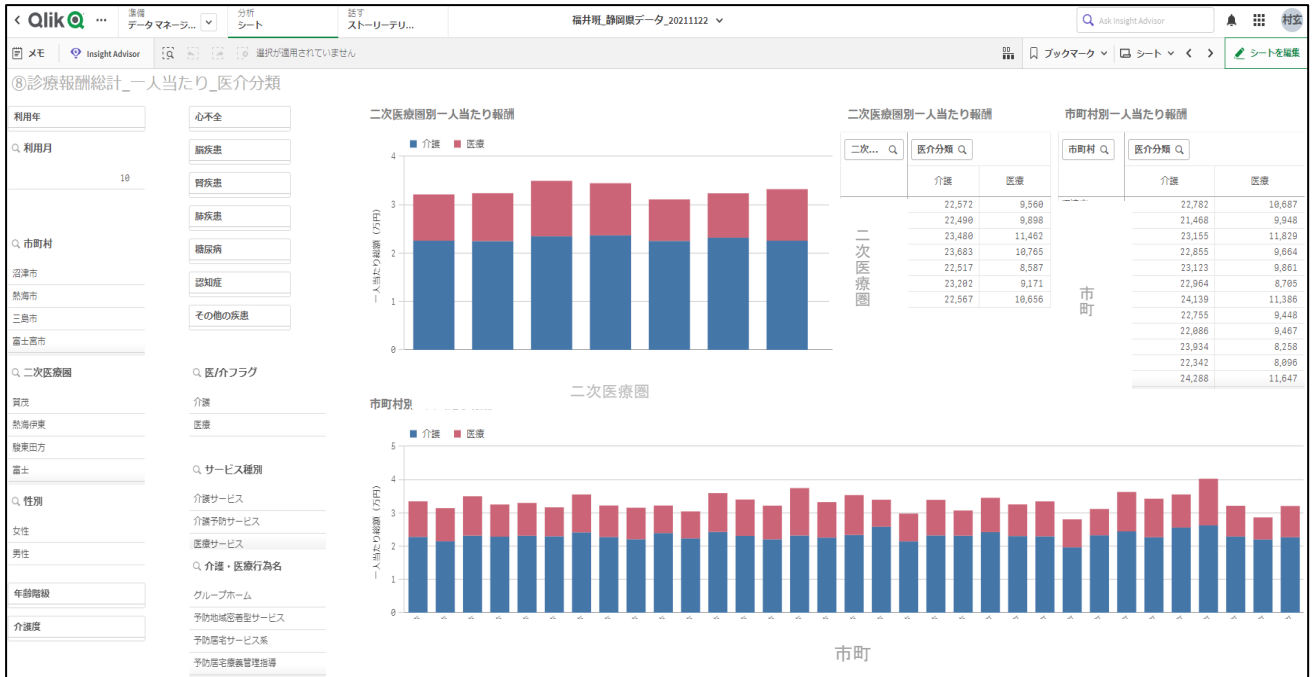 Qlik ... 準備 分析 話す
データ マネージ... シート ストーリーテリ... 福井班_静岡県データ_20211122 Ask Insight Advisor 村玄
メモ Insight Advisor 選択が適用されていません ブックマーク シート シートを編集
⑧診療報酬総計_一人当たり_医介分類
利用年
利用月
10
市町村
沼津市
熱海市
三島市
富士宮市
二次医療圏
賀茂
熱海伊東
駿東田方
富士
性別
女性
男性
年齢階級
介護度
心不全
脳疾患
腎疾患
肺疾患
糖尿病
認知症
その他の疾患
医/介フラグ
介護
医療
サービス種別
介護サービス
介護予防サービス
医療サービス
介護・医療行為名
グループホーム
予防地域密着型サービス
予防居宅サービス系
予防居宅療養管理指導
二次医療圏別一人当たり報酬
介護 医療
一人当たり総額 (万円)
4
3
2
1
0
二次医療圏
二次医療圏別一人当たり報酬
二次... 医介分類
介護 医療
22,572 9,560
22,490 9,898
23,480 11,462
23,683 10,765
22,517 8,587
23,202 9,171
22,567 10,656
二次医療圏
市町村別一人当たり報酬
市町村 医介分類
介護 医療
22,782 10,687
21,468 9,948
23,155 11,829
22,855 9,664
23,123 9,861
22,964 8,705
24,139 11,386
22,755 9,448
22,086 9,467
23,934 8,258
22,342 8,096
24,288 11,647
市町
市町村別
介護 医療
一人当たり総額 (万円)
5
4
3
2
1
0
市町